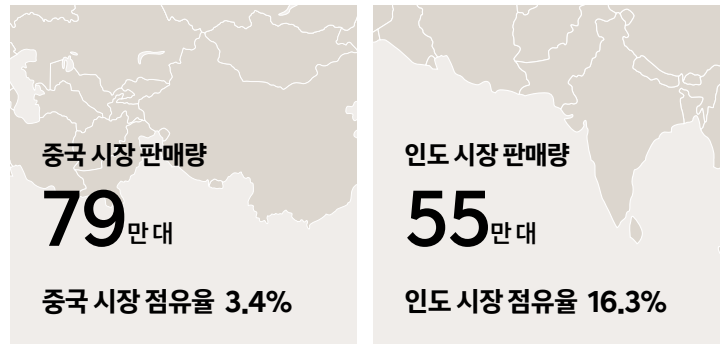 중국 시장 판매량
79만 대
중국 시장 점유율 3.4%
인도 시장 판매량
55만 대
인도 시장 점유율 16.3%